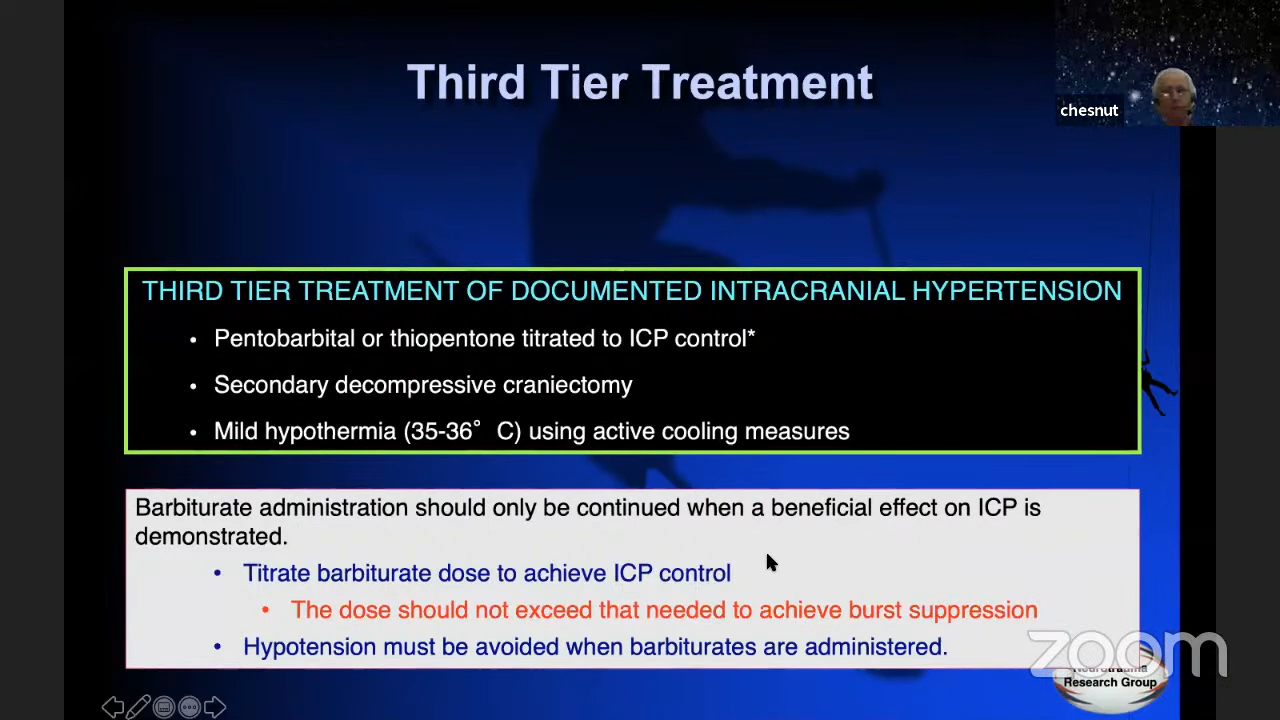 Third Tier Treatment
chesnut
THIRD TIER TREATMENT OF DOCUMENTED INTRACRANIAL HYPERTENSION
• Pentobarbital or thiopentone titrated to ICP control*
• Secondary decompressive craniectomy
• Mild hypothermia (35-36° C) using active cooling measures
Barbiturate administration should only be continued when a beneficial effect on ICP is
demonstrated.
• Titrate barbiturate dose to achieve ICP control
• The dose should not exceed that needed to achieve burst suppression
• Hypotension must be avoided when barbiturates are administered.
zoom
Neurotrauma
Research Group